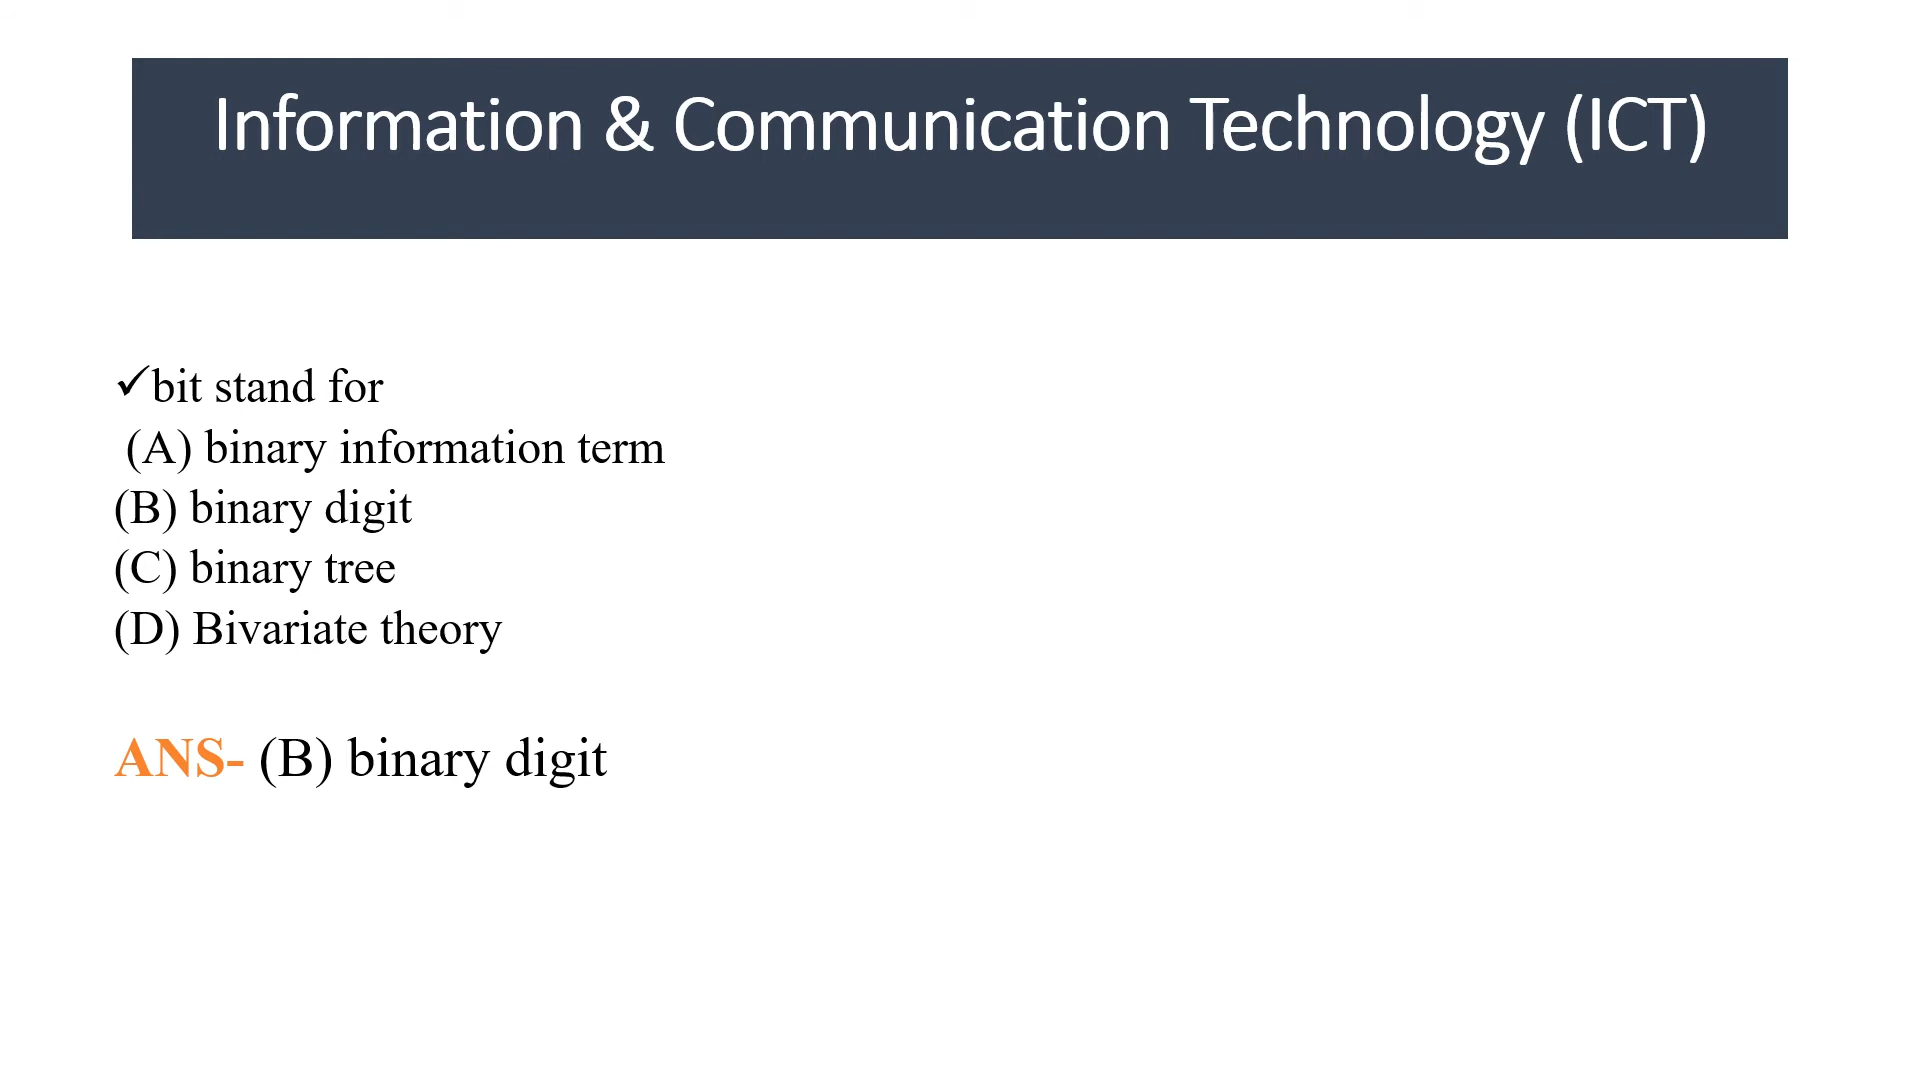 Information & Communication Technology (ICT)
✓bit stand for
(A) binary information term
(B) binary digit
(C) binary tree
(D) Bivariate theory
ANS- (B) binary digit